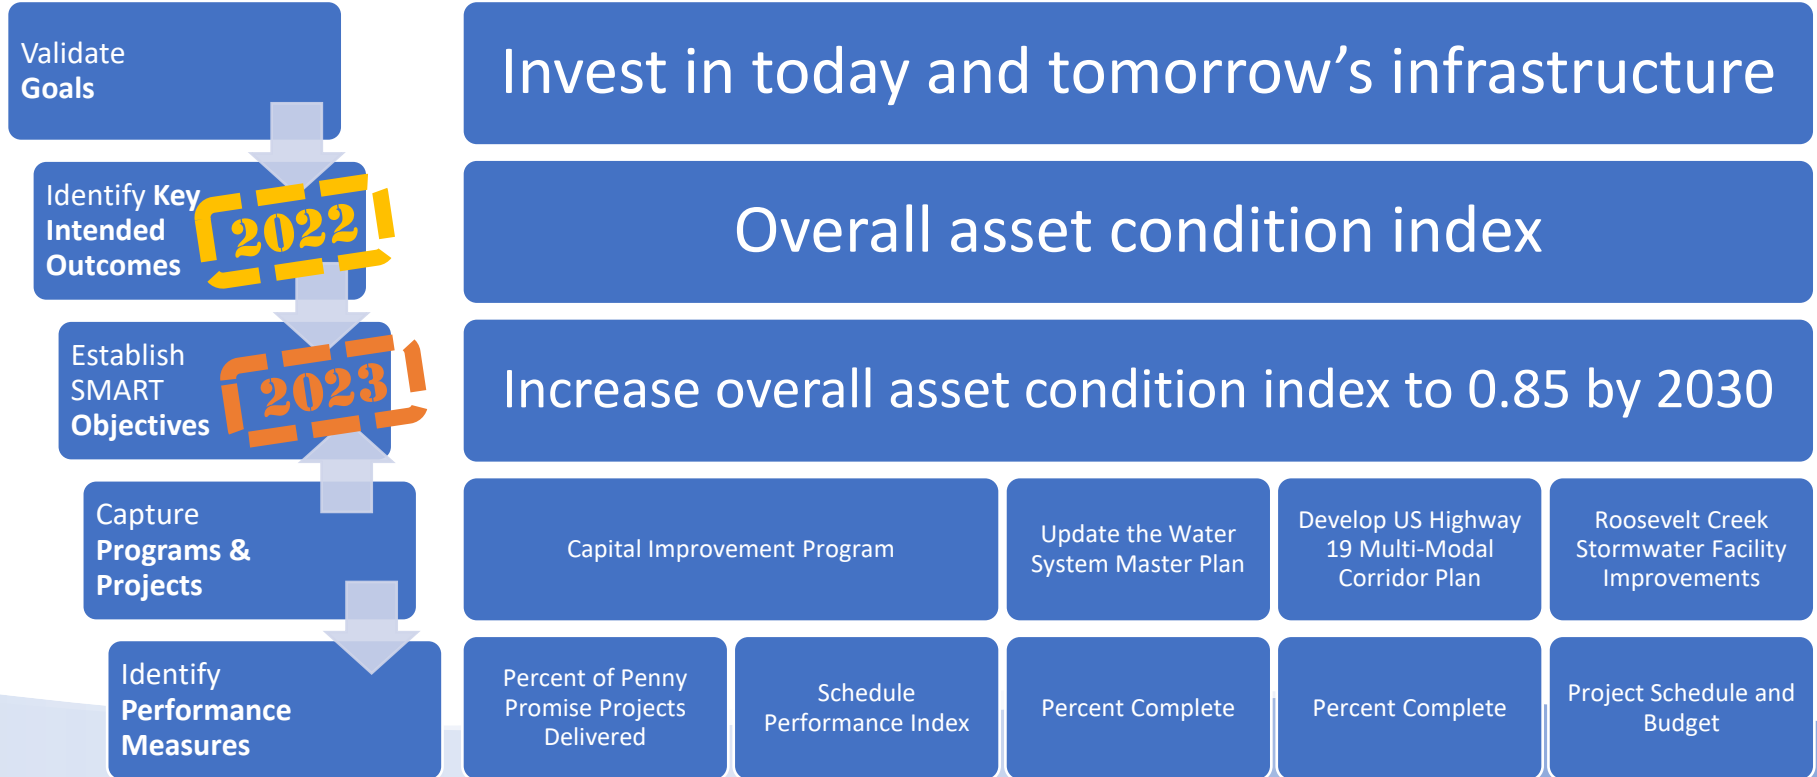 Validate
Goals
Invest in today and tomorrow’s infrastructure
Identify Key
Intended
Outcomes
2022
Overall asset condition index
Establish
SMART
Objectives
2023
Increase overall asset condition index to 0.85 by 2030
Capture
Programs &
Projects
Capital Improvement Program
Update the Water
System Master Plan
Develop US Highway
19 Multi-Modal
Corridor Plan
Roosevelt Creek
Stormwater Facility
Improvements
Identify
Performance
Measures
Percent of Penny
Promise Projects
Delivered
Schedule
Performance Index
Percent Complete
Percent Complete
Project Schedule and
Budget